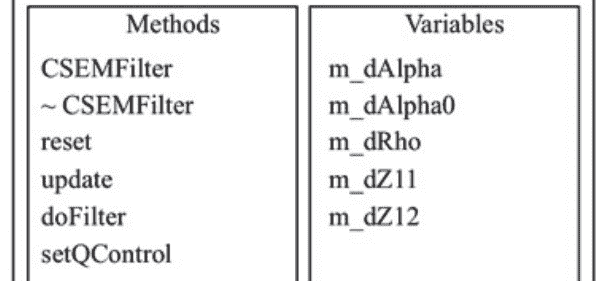 Methods
CSEMFilter
~ CSEMFilter
reset
update
doFilter
setQControl
Variables
m_dAlpha
m_dAlpha0
m_dRho
m_dZ11
m_dZ12